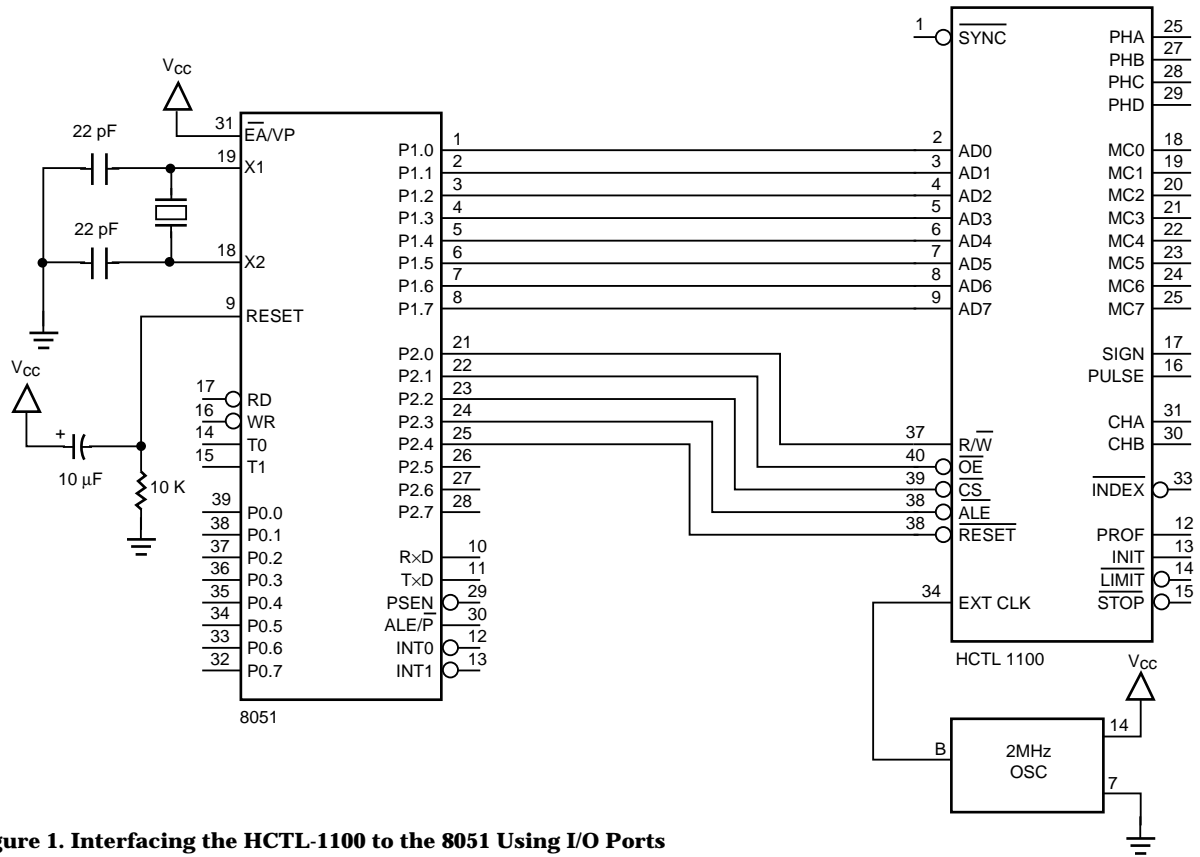 1
SYNC
VCC
31
EA/VP
22 pF
19
X1
22 pF
18
X2
9
RESET
VCC
+
10 µF
10 K
17
RD
16
WR
14
T0
15
T1
39
P0.0
38
P0.1
37
P0.2
36
P0.3
35
P0.4
34
P0.5
33
P0.6
32
P0.7
P1.0
1
P1.1
2
P1.2
3
P1.3
4
P1.4
5
P1.5
6
P1.6
7
P1.7
8
P2.0
21
P2.1
22
P2.2
23
P2.3
24
P2.4
25
P2.5
26
P2.6
27
P2.7
28
R×D
10
T×D
11
PSEN
29
ALE/P
30
INT0
12
INT1
13
8051
2
AD0
3
AD1
4
AD2
5
AD3
6
AD4
7
AD5
8
AD6
9
AD7
37
R/W
40
OE
39
CS
38
ALE
38
RESET
34
EXT CLK
PHA
25
PHB
27
PHC
28
PHD
29
MC0
18
MC1
19
MC2
20
MC3
21
MC4
22
MC5
23
MC6
24
MC7
25
SIGN
17
PULSE
16
CHA
31
CHB
30
INDEX
33
PROF
12
INIT
13
LIMIT
14
STOP
15
HCTL 1100
VCC
14
B
2MHz
OSC
7
gure 1. Interfacing the HCTL-1100 to the 8051 Using I/O Ports